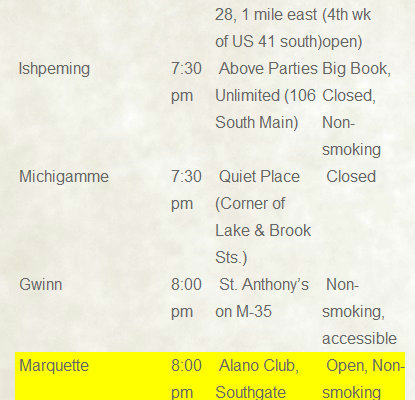 28, 1 mile east (4th wk
of US 41 south)open)
Ishpeming 7:30 Above Parties Big Book,
pm Unlimited (106 Closed,
South Main) Non-
smoking
Michigamme 7:30 Quiet Place Closed
pm (Corner of
Lake & Brook
Sts.)
Gwinn 8:00 St. Anthony’s Non-
pm on M-35 smoking,
accessible
Marquette 8:00 Alano Club, Open, Non-
pm Southgate smoking